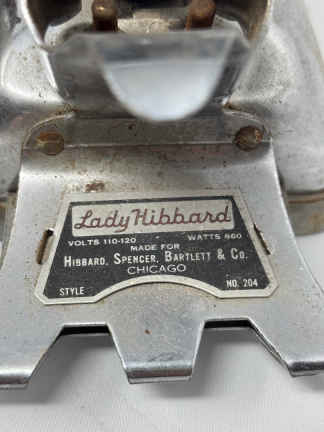 Lady Hibbard
VOLTS 110-120 WATTS 660
MADE FOR
HIBBARD, SPENCER, BARTLETT & CO.
CHICAGO
STYLE NO. 204